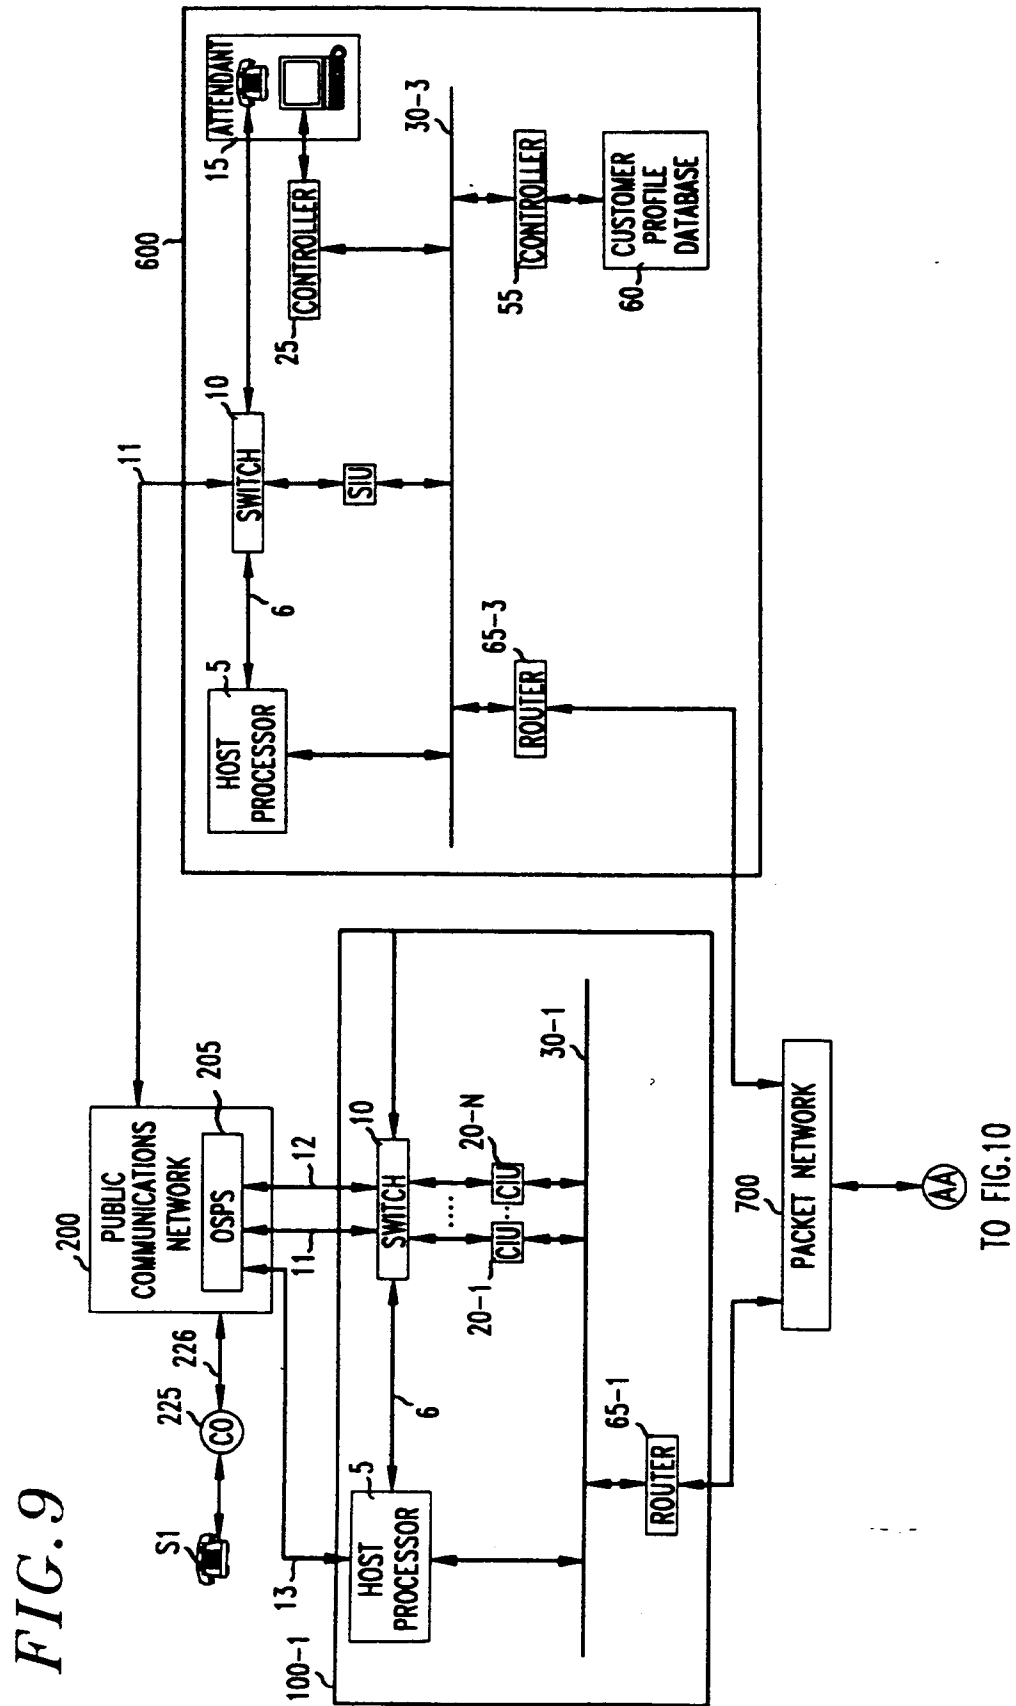 FIG.9
S1
225
CO
226
200
PUBLIC
COMMUNICATIONS
NETWORK
205
OSPS
11
600
15
ATTENDANT
13
11
12
100-1
5
HOST
PROCESSOR
6
10
SWITCH
....
20-1
CIU
..
20-N
CIU
30-1
65-1
ROUTER
5
HOST
PROCESSOR
6
10
SWITCH
SIU
25
CONTROLLER
30-3
65-3
ROUTER
55
CONTROLLER
60
CUSTOMER
PROFILE
DATABASE
700
PACKET NETWORK
AA
TO FIG.10